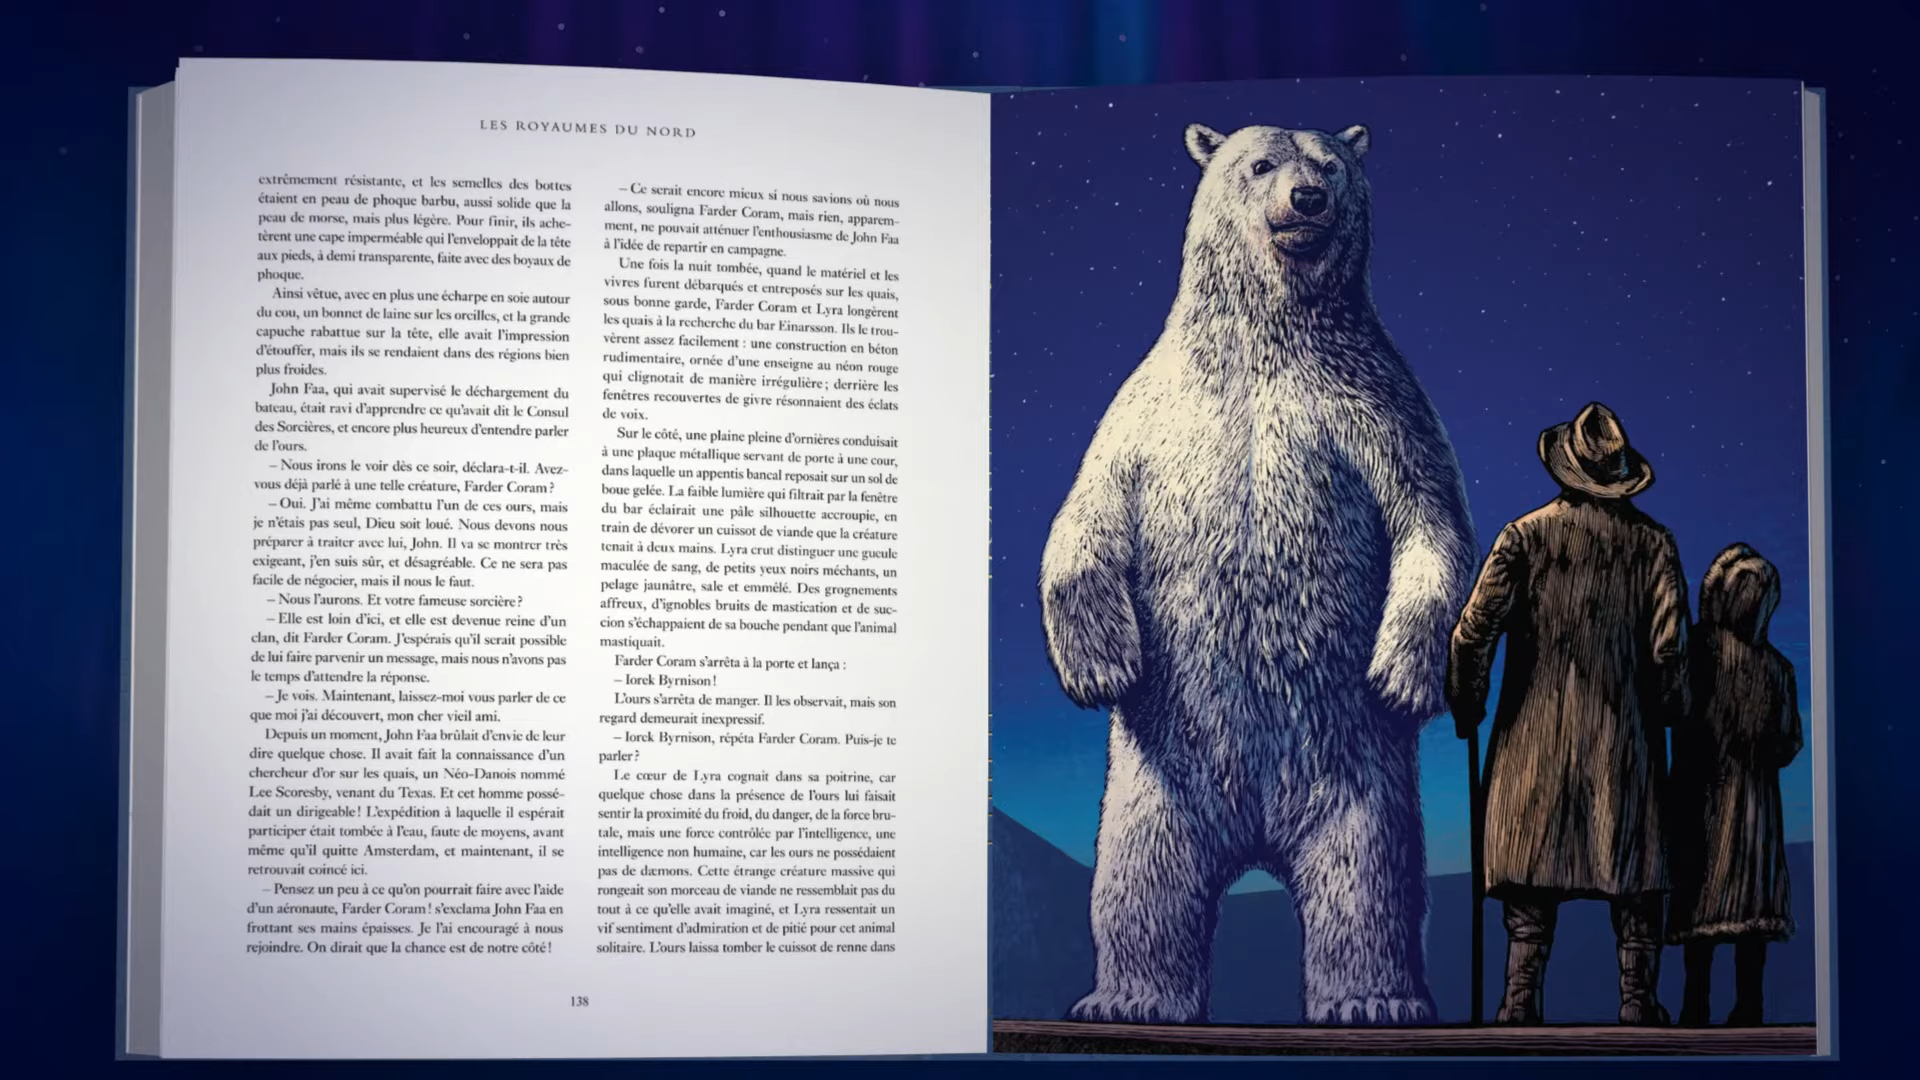 LES ROYAUMES DU NORD
extrêmement résistante, et les semelles des bottes
étaient en peau de phoque barbu, aussi solide que la
peau de morse, mais plus légère. Pour finir, ils ache-
tèrent une cape imperméable qui l'enveloppait de la tête
aux pieds, à demi transparente, faite avec des boyaux de
phoque.
Ainsi vêtue, avec en plus une écharpe en soie autour
du cou, un bonnet de laine sur les oreilles, et la grande
capuche rabattue sur la tête, elle avait l'impression
d'étouffer, mais ils se rendaient dans des régions bien
plus froides.
John Faa, qui avait supervisé le déchargement du
bateau, était ravi d'apprendre ce qu'avait dit le Consul
des Sorcières, et encore plus heureux d'entendre parler
de l'ours.
– Nous irons le voir dès ce soir, déclara-t-il. Avez-
vous déjà parlé à une telle créature, Farder Coram ?
– Oui. J'ai même combattu l'un de ces ours, mais
je n'étais pas seul, Dieu soit loué. Nous devons nous
préparer à traiter avec lui, John. Il va se montrer très
exigeant, j'en suis sûr, et désagréable. Ce ne sera pas
facile de négocier, mais il nous le faut.
– Nous l'aurons. Et votre fameuse sorcière ?
– Elle est loin d'ici, et elle est devenue reine d'un
clan, dit Farder Coram. J'espérais qu'il serait possible
de lui faire parvenir un message, mais nous n'avons pas
le temps d'attendre la réponse.
– Je vois. Maintenant, laissez-moi vous parler de ce
que moi j'ai découvert, mon cher vieil ami.
Depuis un moment, John Faa brûlait d'envie de leur
dire quelque chose. Il avait fait la connaissance d'un
chercheur d'or sur les quais, un Néo-Danois nommé
Lee Scoresby, venant du Texas. Et cet homme possé-
dait un dirigeable ! L'expédition à laquelle il espérait
participer était tombée à l'eau, faute de moyens, avant
même qu'il quitte Amsterdam, et maintenant, il se
retrouvait coincé ici.
– Pensez un peu à ce qu'on pourrait faire avec l'aide
d'un aéronaute, Farder Coram ! s'exclama John Faa en
frottant ses mains épaisses. Je l'ai encouragé à nous
rejoindre. On dirait que la chance est de notre côté !
– Ce serait encore mieux si nous savions où nous
allons, souligna Farder Coram, mais rien, apparem-
ment, ne pouvait atténuer l'enthousiasme de John Faa
à l'idée de repartir en campagne.
Une fois la nuit tombée, quand le matériel et les
vivres furent débarqués et entreposés sur les quais,
sous bonne garde, Farder Coram et Lyra longèrent
les quais à la recherche du bar Einarsson. Ils le trou-
vèrent assez facilement : une construction en béton
rudimentaire, ornée d'une enseigne au néon rouge
qui clignotait de manière irrégulière ; derrière les
fenêtres recouvertes de givre résonnaient des éclats
de voix.
Sur le côté, une plaine pleine d'ornières conduisait
à une plaque métallique servant de porte à une cour,
dans laquelle un appentis bancal reposait sur un sol de
boue gelée. La faible lumière qui filtrait par la fenêtre
du bar éclairait une pâle silhouette accroupie, en
train de dévorer un cuissot de viande que la créature
tenait à deux mains. Lyra crut distinguer une gueule
maculée de sang, de petits yeux noirs méchants, un
pelage jaunâtre, sale et emmêlé. Des grognements
affreux, d'ignobles bruits de mastication et de suc-
cion s'échappaient de sa bouche pendant que l'animal
mastiquait.
Farder Coram s'arrêta à la porte et lança :
– Iorek Byrnison !
L'ours s'arrêta de manger. Il les observait, mais son
regard demeurait inexpressif.
– Iorek Byrnison, répéta Farder Coram. Puis-je te
parler ?
Le cœur de Lyra cognait dans sa poitrine, car
quelque chose dans la présence de l'ours lui faisait
sentir la proximité du froid, du danger, de la force bru-
tale, mais une force contrôlée par l'intelligence, une
intelligence non humaine, car les ours ne possédaient
pas de dæmons. Cette étrange créature massive qui
rongeait son morceau de viande ne ressemblait pas du
tout à ce qu'elle avait imaginé, et Lyra ressentait un
vif sentiment d'admiration et de pitié pour cet animal
solitaire. L'ours laissa tomber le cuissot de renne dans
138